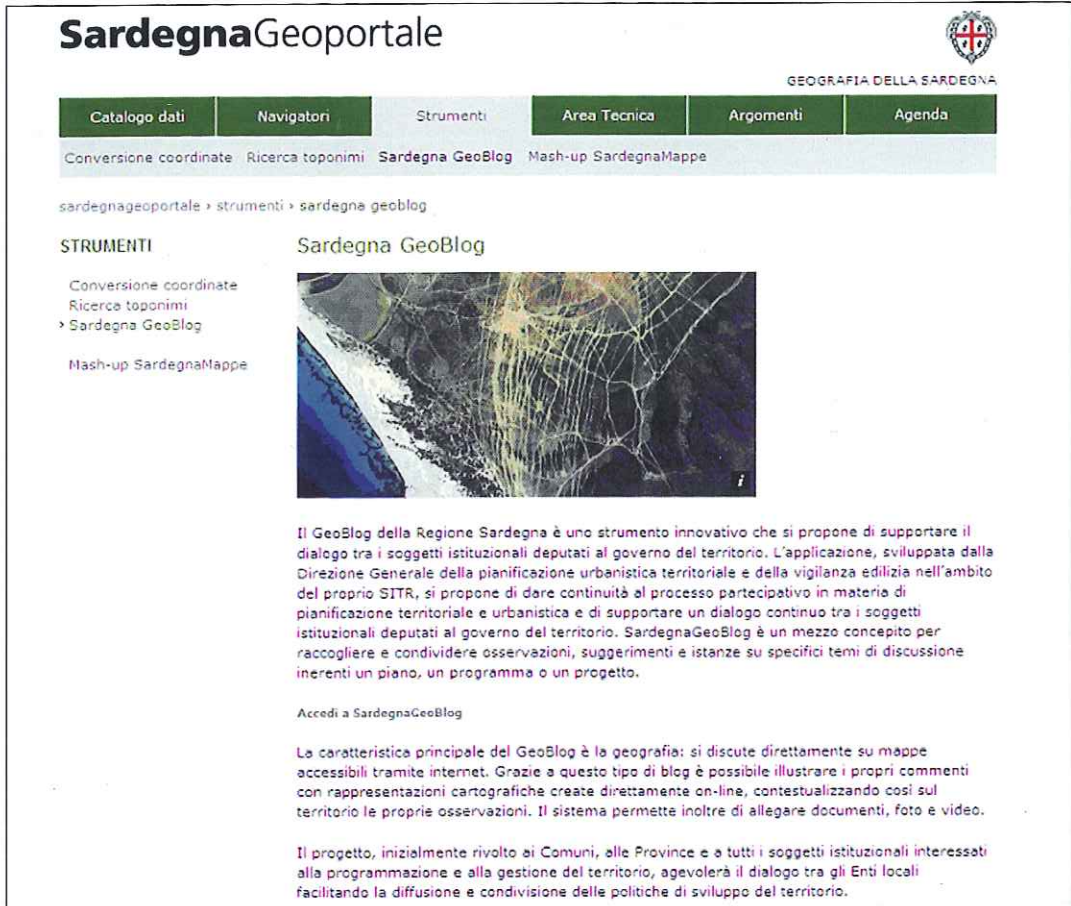 SardegnaGeoportale
GEOGRAFIA DELLA SARDEGNA
Catalogo dati Navigatori Strumenti Area Tecnica Argomenti Agenda
Conversione coordinate Ricerca toponimi Sardegna GeoBlog Mash-up SardegnaMappe
sardegnageoportale › strumenti › sardegna geoblog
STRUMENTI
Conversione coordinate
Ricerca toponimi
› Sardegna GeoBlog
Mash-up SardegnaMappe
Sardegna GeoBlog
i
Il GeoBlog della Regione Sardegna è uno strumento innovativo che si propone di supportare il
dialogo tra i soggetti istituzionali deputati al governo del territorio. L'applicazione, sviluppata dalla
Direzione Generale della pianificazione urbanistica territoriale e della vigilanza edilizia nell'ambito
del proprio SITR, si propone di dare continuità al processo partecipativo in materia di
pianificazione territoriale e urbanistica e di supportare un dialogo continuo tra i soggetti
istituzionali deputati al governo del territorio. SardegnaGeoBlog è un mezzo concepito per
raccogliere e condividere osservazioni, suggerimenti e istanze su specifici temi di discussione
inerenti un piano, un programma o un progetto.
Accedi a SardegnaGeoBlog
La caratteristica principale del GeoBlog è la geografia: si discute direttamente su mappe
accessibili tramite internet. Grazie a questo tipo di blog è possibile illustrare i propri commenti
con rappresentazioni cartografiche create direttamente on-line, contestualizzando così sul
territorio le proprie osservazioni. Il sistema permette inoltre di allegare documenti, foto e video.
Il progetto, inizialmente rivolto ai Comuni, alle Province e a tutti i soggetti istituzionali interessati
alla programmazione e alla gestione del territorio, agevolerà il dialogo tra gli Enti locali
facilitando la diffusione e condivisione delle politiche di sviluppo del territorio.